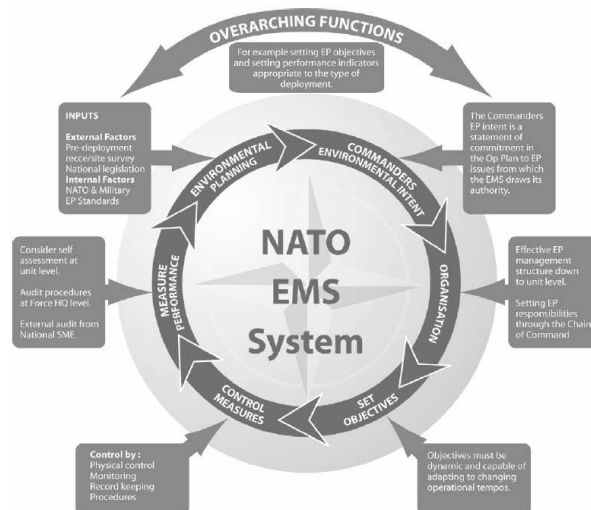 OVERARCHING FUNCTIONS
For example setting EP objectives
and setting performance indicators
appropriate to the type of
deployment.
INPUTS
External Factors
Pre-deployment
recce/site survey
National legislation
Internal Factors
NATO & Military
EP Standards
The Commanders
EP intent is a
statement of
commitment in
the Op Plan to EP
issues from which
the EMS draws its
authority.
ENVIRONMENTAL
PLANNING
COMMANDERS
ENVIRONMENTAL INTENT
Consider self
assessment at
unit level.
Audit procedures
at Force HQ level.
External audit from
National SME.
MEASURE
PERFORMANCE
NATO
EMS
System
ORGANISATION
Effective EP
management
structure down
to unit level.
Setting EP
responsibilities
through the Chain
of Command
CONTROL
MEASURES
SET
OBJECTIVES
Control by :
Physical control
Monitoring
Record keeping
Procedures
Objectives must be
dynamic and capable of
adapting to changing
operational tempos.